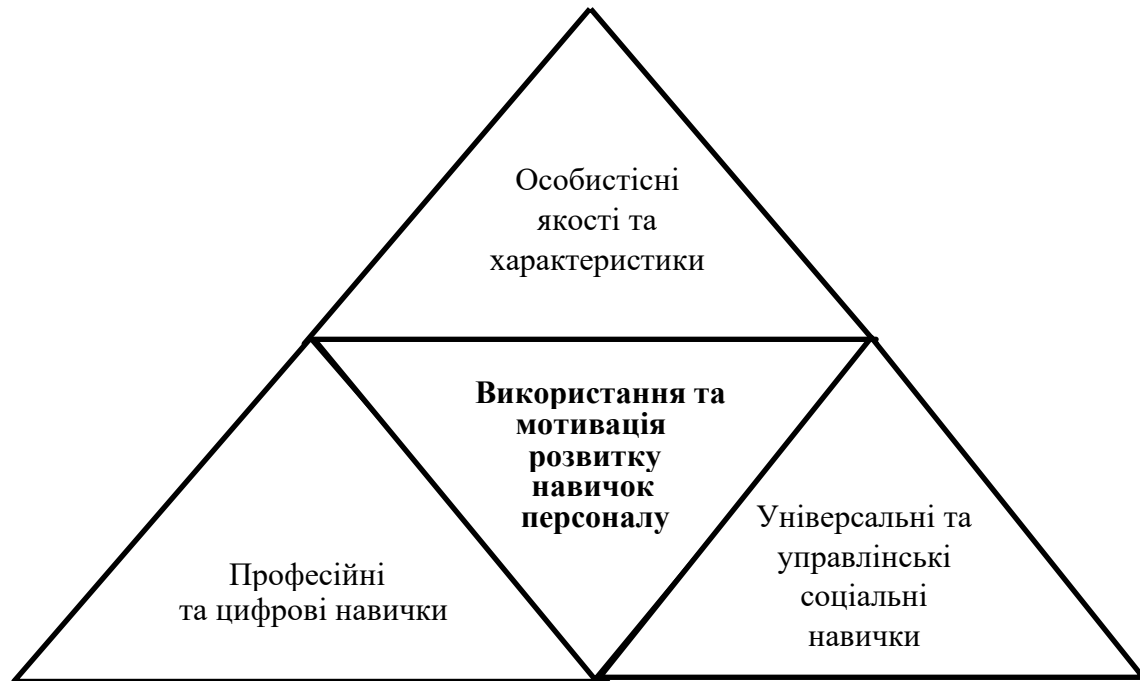 Особистісні
якості та
характеристики
Використання та
мотивація
розвитку
навичок
персоналу
Професійні
та цифрові навички
Універсальні та
управлінські
соціальні
навички